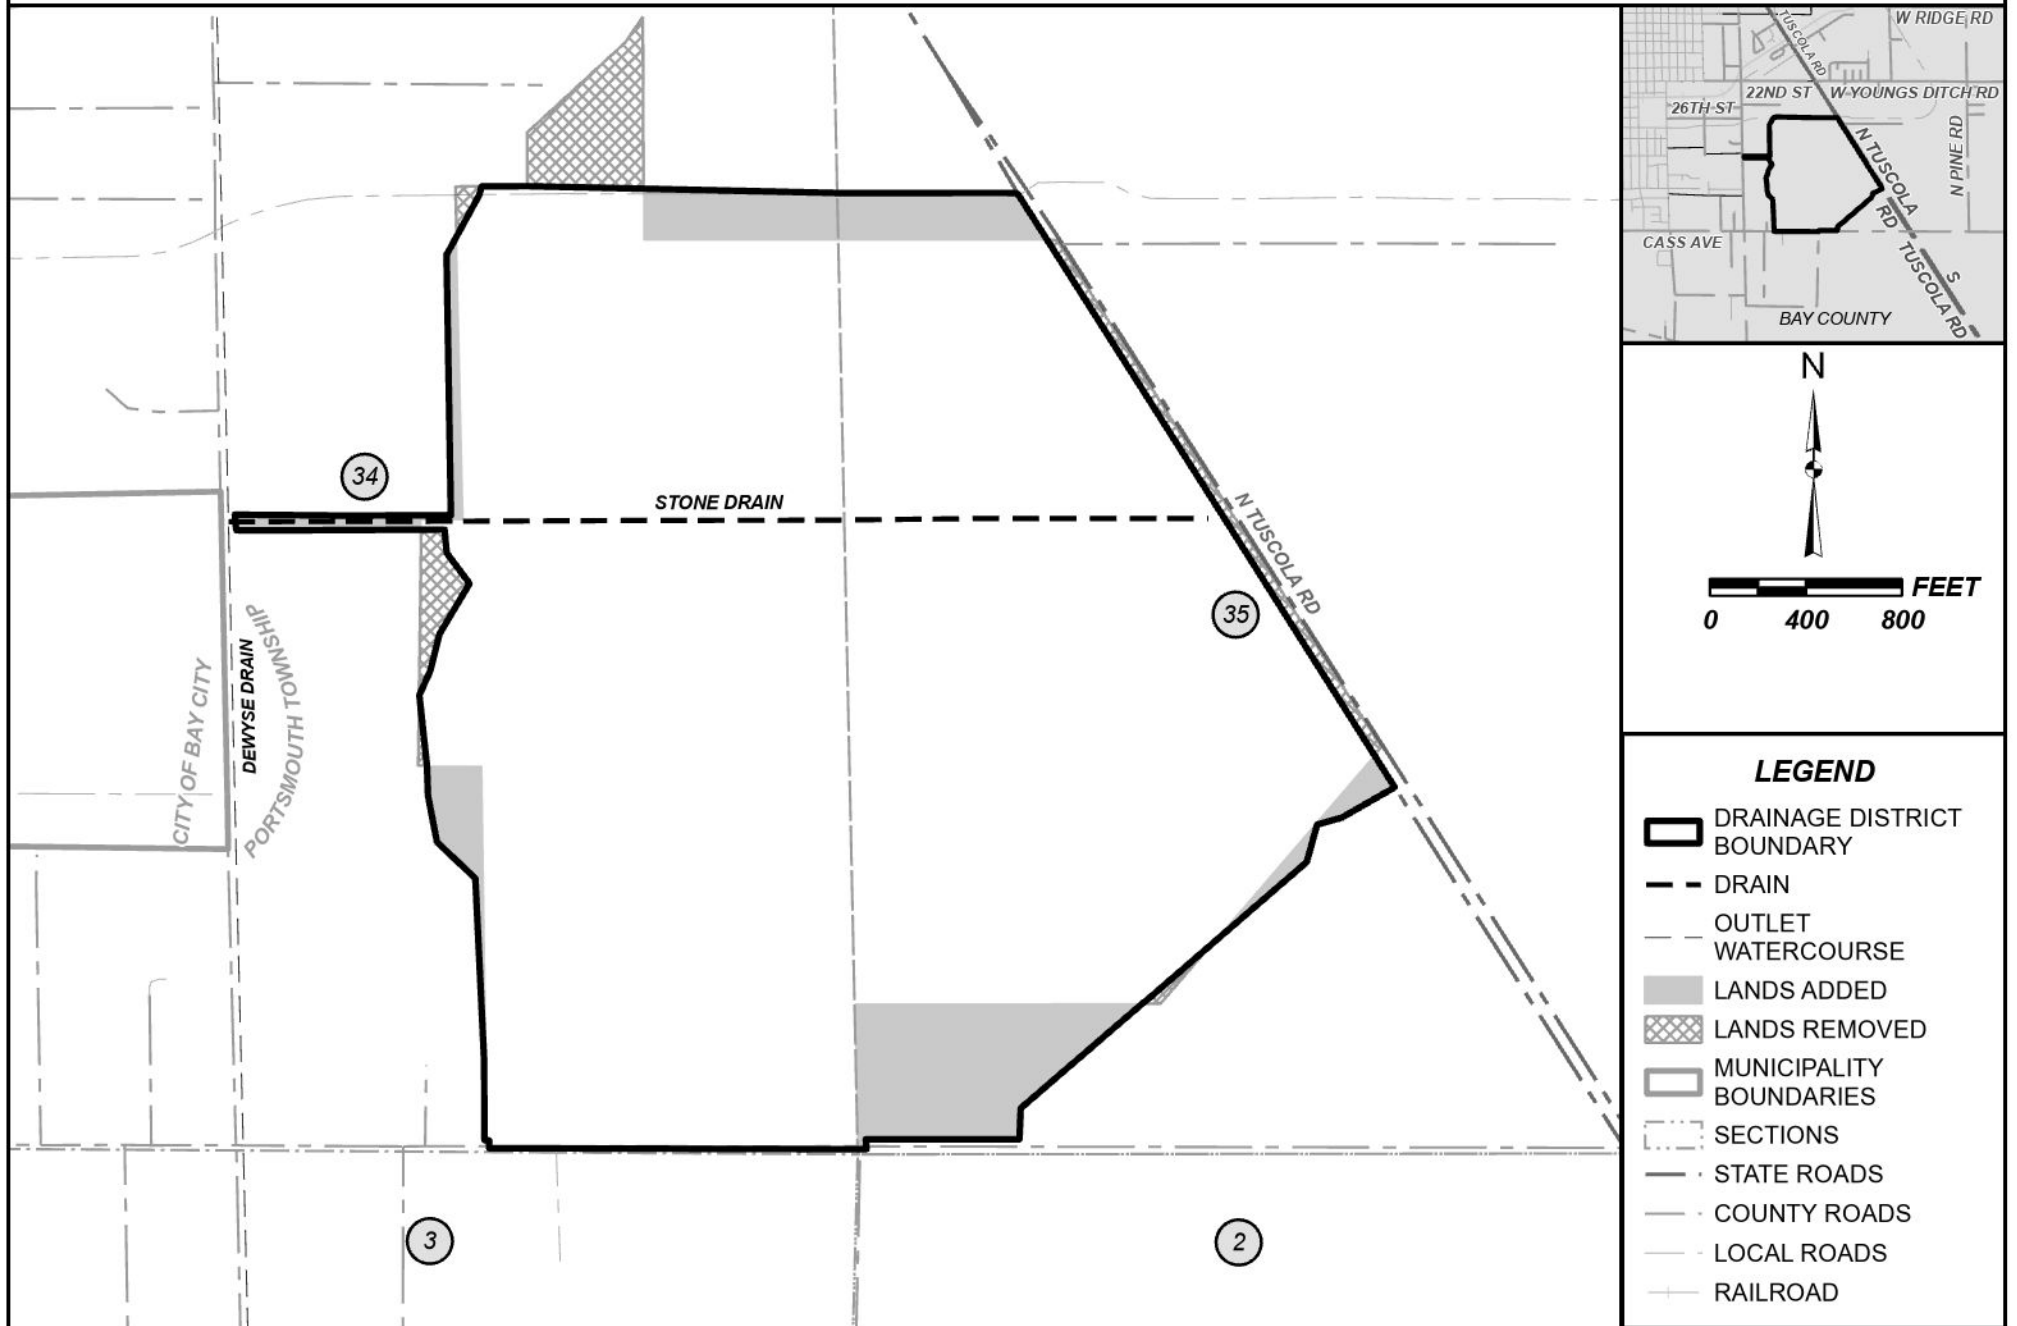 34
STONE DRAIN
N TUSCOLA RD
35
CITY OF BAY CITY
DEWYSE DRAIN
PORTSMOUTH TOWNSHIP
3
2
W RIDGE RD
TUSCOLA RD
22ND ST
W YOUNGS DITCH RD
26TH ST
N TUSCOLA
RD
N PINE RD
CASS AVE
S
TUSCOLA RD
BAY COUNTY
N
FEET
0 400 800
LEGEND
DRAINAGE DISTRICT
BOUNDARY
DRAIN
OUTLET
WATERCOURSE
LANDS ADDED
LANDS REMOVED
MUNICIPALITY
BOUNDARIES
SECTIONS
STATE ROADS
COUNTY ROADS
LOCAL ROADS
RAILROAD